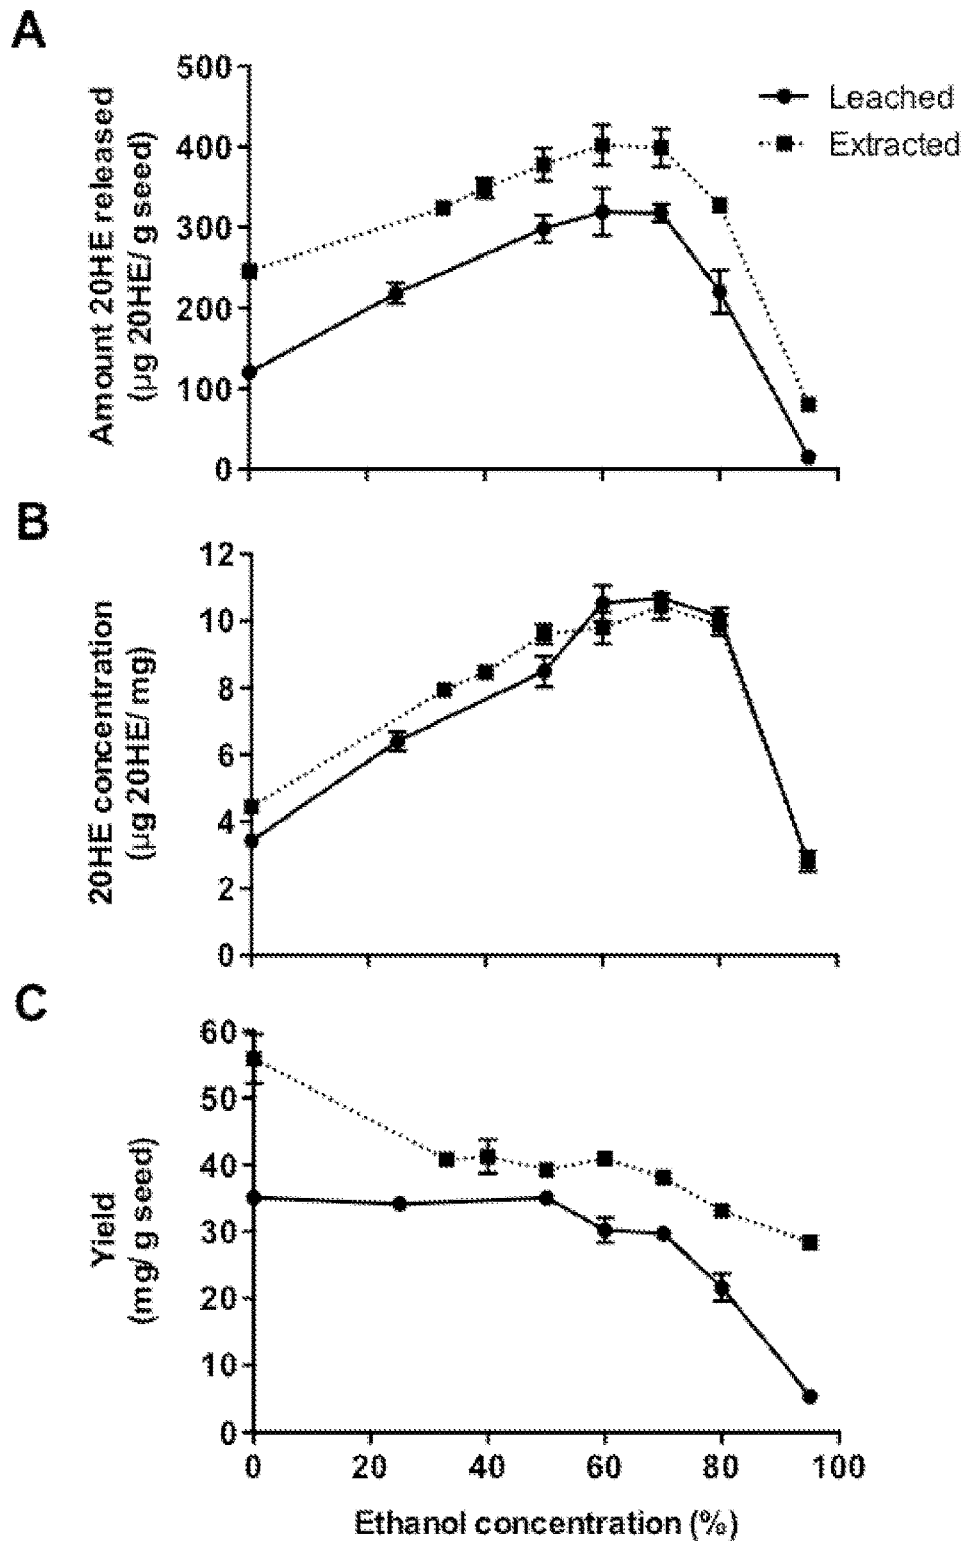 A
500
400
300
200
100
0
Amount 20HE released
(µg 20HE/ g seed)
Leached
Extracted
B
12
10
8
6
4
2
0
20HE concentration
(µg 20HE/ mg)
C
60
50
40
30
20
10
0
Yield
(mg/ g seed)
0 20 40 60 80 100
Ethanol concentration (%)